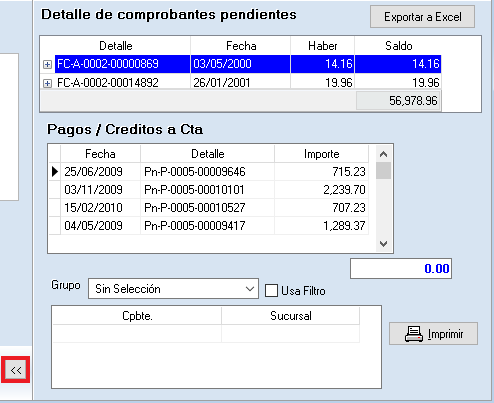 Detalle de comprobantes pendientes
Exportar a Excel
Detalle Fecha Haber Saldo
FC-A-0002-00000869 03/05/2000 14.16 14.16
FC-A-0002-00014892 26/01/2001 19.96 19.96
56,978.96
Pagos / Creditos a Cta
Fecha Detalle Importe
25/06/2009 Pn-P-0005-00009646 715.23
03/11/2009 Pn-P-0005-00010101 2,239.70
15/02/2010 Pn-P-0005-00010527 707.23
04/05/2009 Pn-P-0005-00009417 1,289.37
0.00
Grupo Sin Selección Usa Filtro
Cpbte. Sucursal
Imprimir
<<